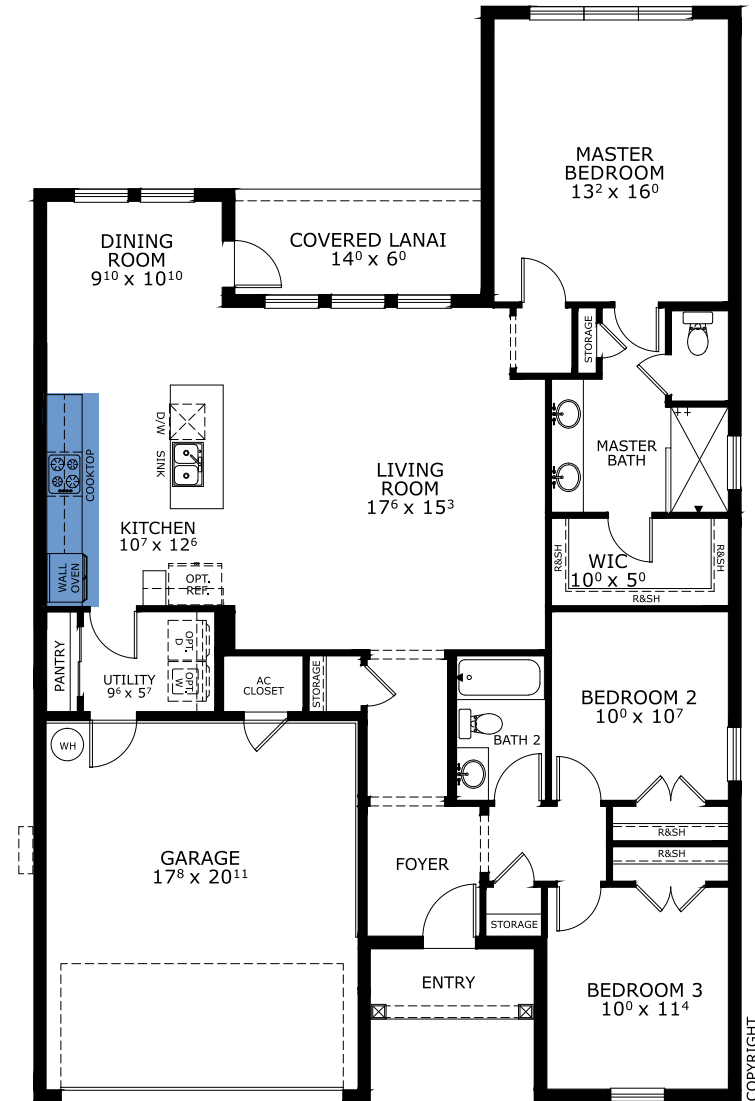 MASTER
BEDROOM
13² x 16⁰
DINING
ROOM
9¹⁰ x 10¹⁰
COVERED LANAI
14⁰ x 6⁰
STORAGE
D/W
SINK
COOKTOP
LIVING
ROOM
17⁶ x 15³
MASTER
BATH
KITCHEN
10⁷ x 12⁶
WALL
OVEN
OPT.
REF.
R&SH
WIC
10⁰ x 5⁰
R&SH
R&SH
PANTRY
UTILITY
9⁶ x 5⁷
OPT.
D
OPT.
W
AC
CLOSET
STORAGE
BEDROOM 2
10⁰ x 10⁷
BATH 2
WH
R&SH
R&SH
GARAGE
17⁸ x 20¹¹
FOYER
STORAGE
ENTRY
BEDROOM 3
10⁰ x 11⁴
COPYRIGHT